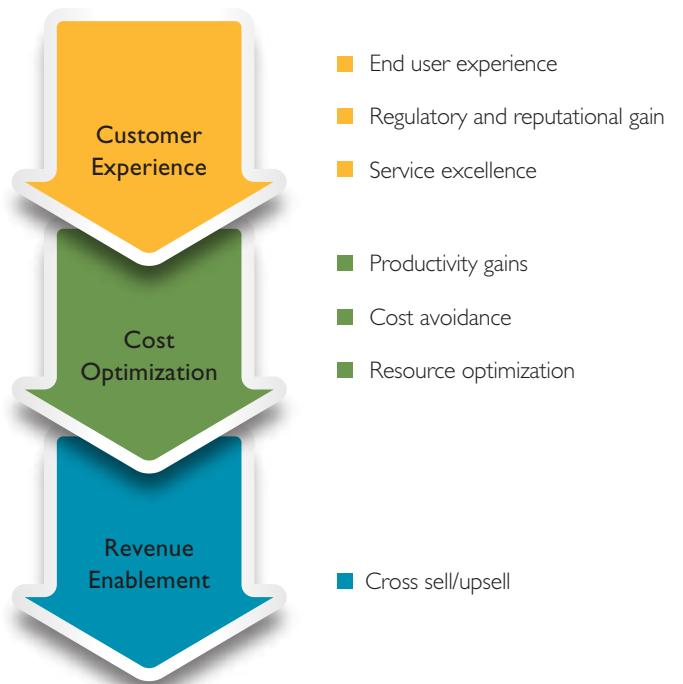 Customer
Experience
End user experience
Regulatory and reputational gain
Service excellence
Cost
Optimization
Productivity gains
Cost avoidance
Resource optimization
Revenue
Enablement
Cross sell/upsell